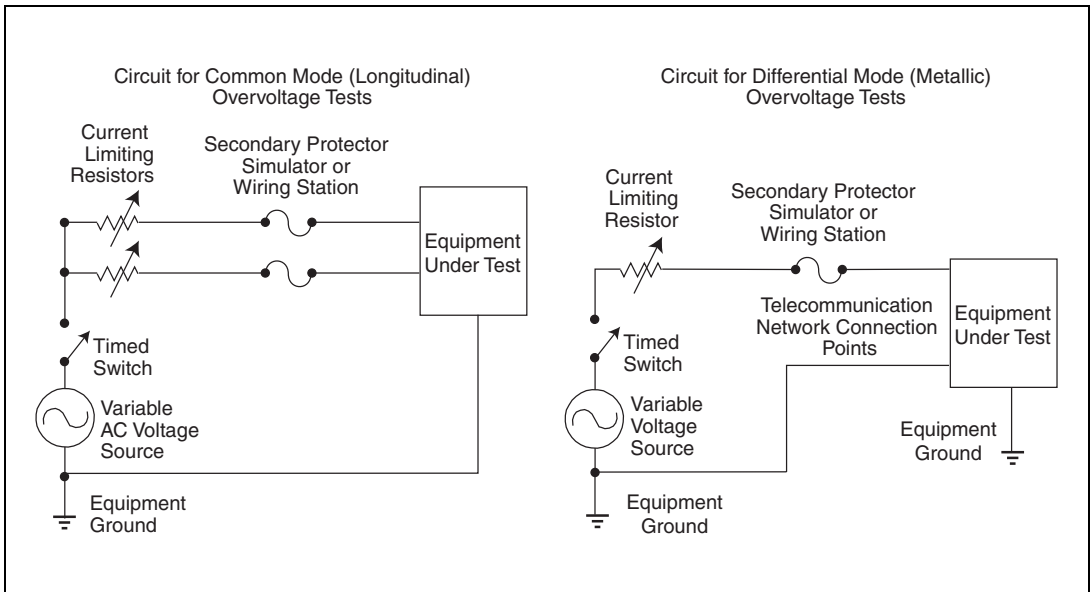 Circuit for Common Mode (Longitudinal)
Overvoltage Tests
Current
Limiting
Resistors
Secondary Protector
Simulator or
Wiring Station
Equipment
Under Test
Timed
Switch
Variable
AC Voltage
Source
Equipment
Ground
Circuit for Differential Mode (Metallic)
Overvoltage Tests
Current
Limiting
Resistor
Secondary Protector
Simulator or
Wiring Station
Telecommunication
Network Connection
Points
Equipment
Under Test
Timed
Switch
Variable
Voltage
Source
Equipment
Ground
Equipment
Ground